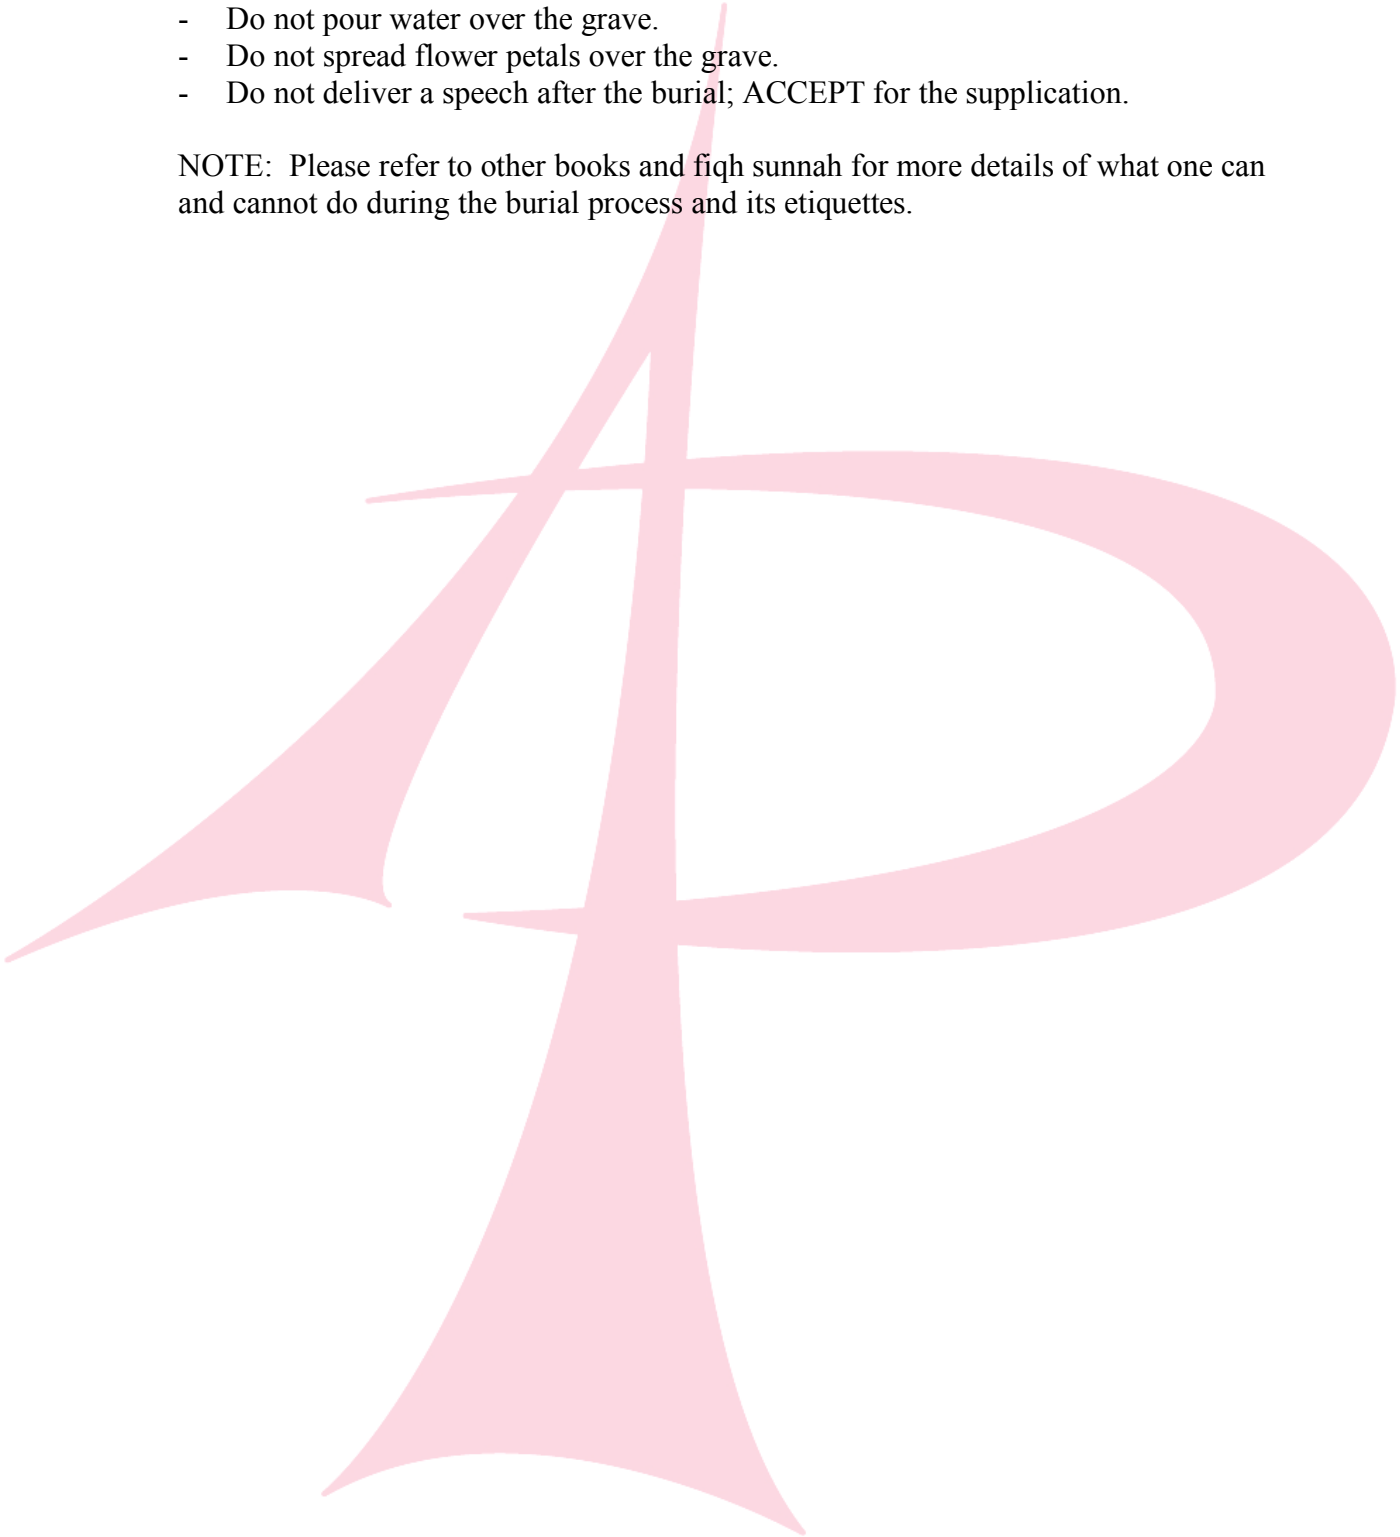 - Do not pour water over the grave.
- Do not spread flower petals over the grave.
- Do not deliver a speech after the burial; ACCEPT for the supplication.
NOTE: Please refer to other books and fiqh sunnah for more details of what one can
and cannot do during the burial process and its etiquettes.